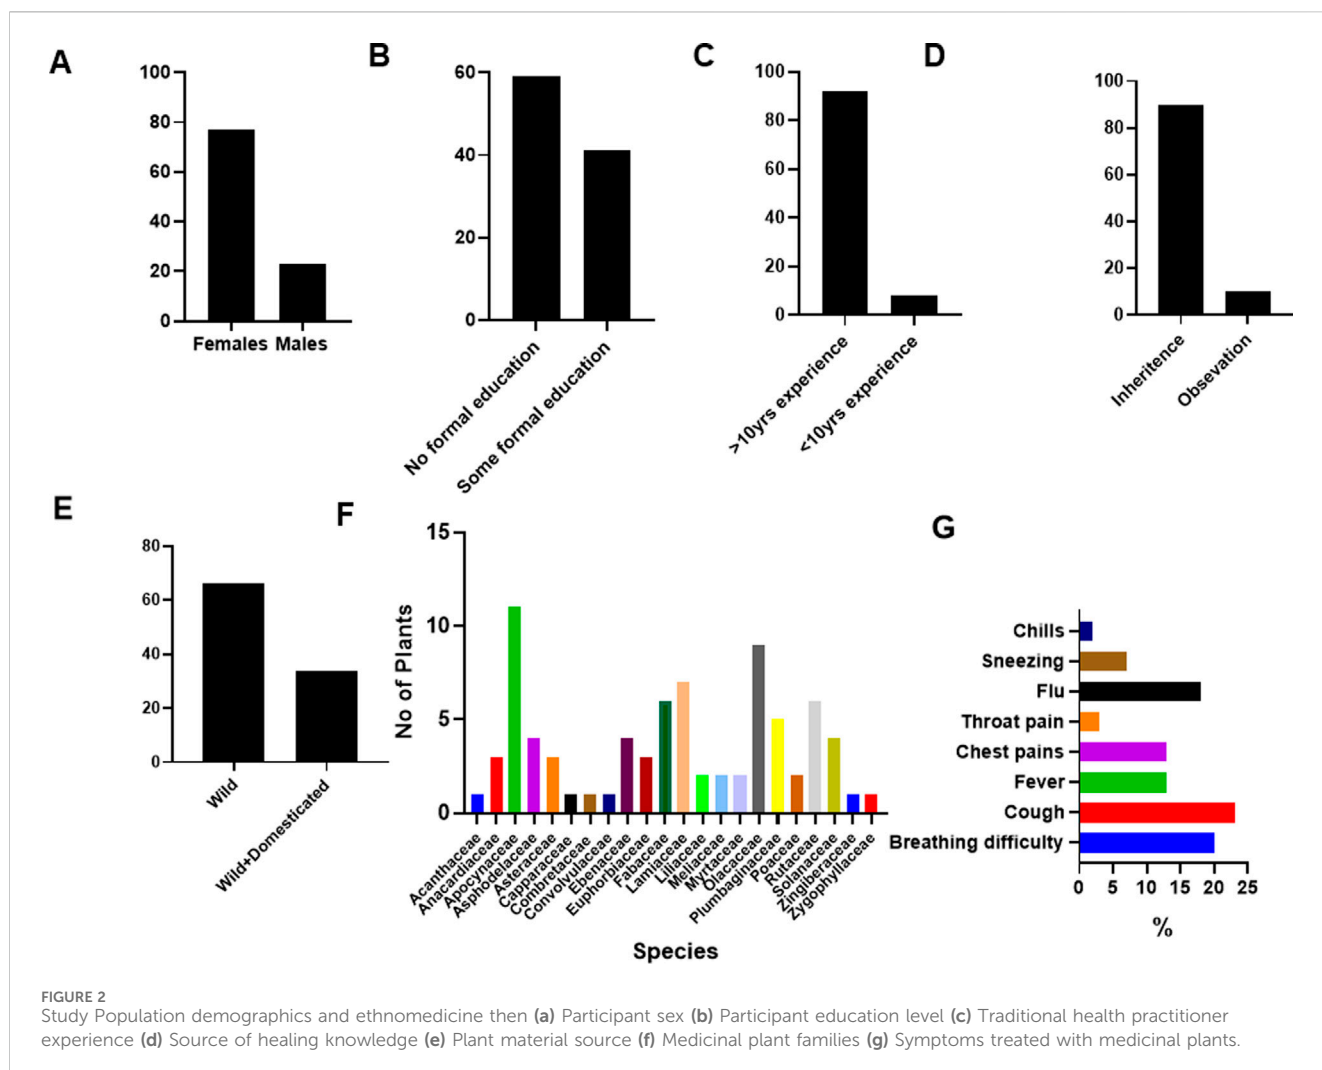 A
100
80
60
40
20
0
Females Males
B
60
40
20
0
No formal education
Some formal education
C
100
80
60
40
20
0
>10yrs experience
<10yrs experience
D
100
80
60
40
20
0
Inheritence
Obsevation
E
80
60
40
20
0
Wild
Wild+Domesticated
F
No of Plants
15
10
5
0
Acanthaceae
Anacardiaceae
Apocynaceae
Asphodelaceae
Asteraceae
Capparaceae
Combretaceae
Convolvulaceae
Ebenaceae
Euphorbiaceae
Fabaceae
Lamiaceae
Liliaceae
Meliaceae
Myrtaceae
Olacaceae
Plumbaginaceae
Poaceae
Rutaceae
Solanaceae
Zingiberaceae
Zygophyllaceae
Species
G
Chills
Sneezing
Flu
Throat pain
Chest pains
Fever
Cough
Breathing difficulty
0 5 10 15 20 25
%
FIGURE 2
Study Population demographics and ethnomedicine then (a) Participant sex (b) Participant education level (c) Traditional health practitioner
experience (d) Source of healing knowledge (e) Plant material source (f) Medicinal plant families (g) Symptoms treated with medicinal plants.